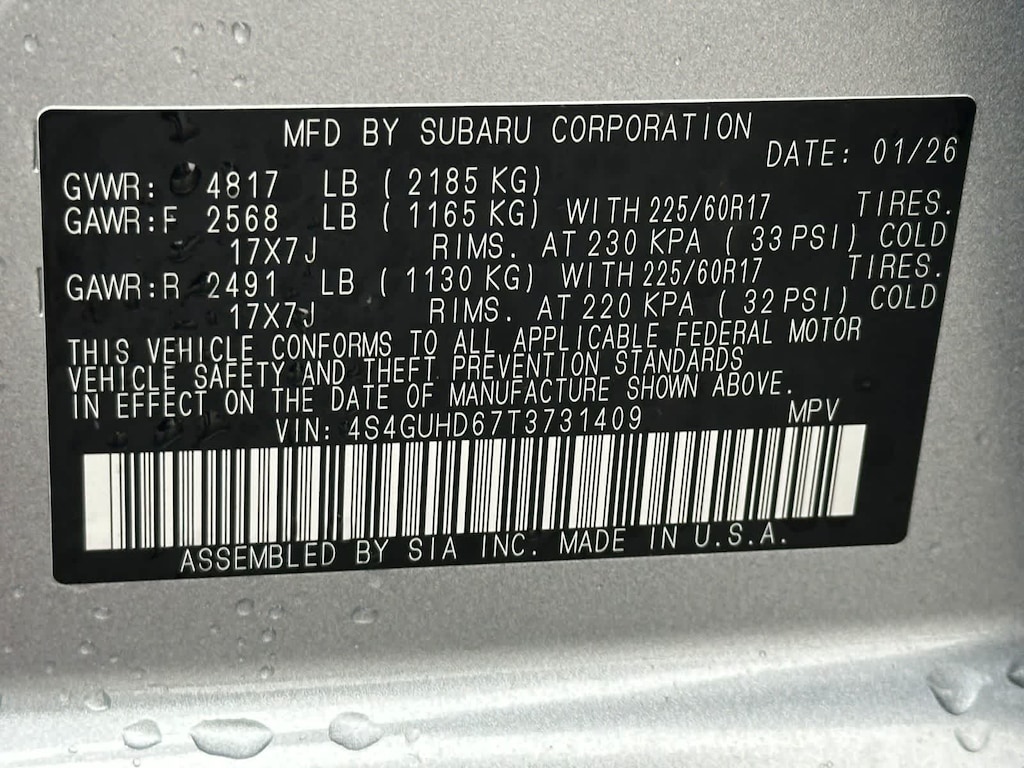 MFD BY SUBARU CORPORATION
DATE: 01/26
GVWR: 4817 LB ( 2185 KG)
GAWR:F 2568 LB ( 1165 KG) WITH 225/60R17 TIRES.
17X7J RIMS. AT 230 KPA ( 33 PSI) COLD
GAWR:R 2491 LB ( 1130 KG) WITH 225/60R17 TIRES.
17X7J RIMS. AT 220 KPA ( 32 PSI) COLD
THIS VEHICLE CONFORMS TO ALL APPLICABLE FEDERAL MOTOR
VEHICLE SAFETY AND THEFT PREVENTION STANDARDS
IN EFFECT ON THE DATE OF MANUFACTURE SHOWN ABOVE.
VIN: 4S4GUHD67T3731409 MPV
ASSEMBLED BY SIA INC. MADE IN U.S.A.